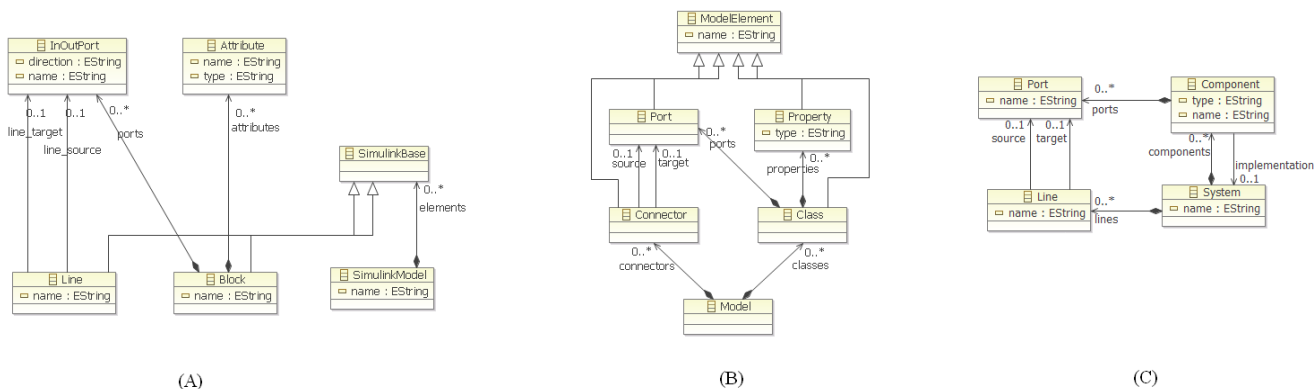 InOutPort
direction : EString
name : EString
Attribute
name : EString
type : EString
0..1
line_target
0..1
line_source
0..*
ports
0..*
attributes
SimulinkBase
0..*
elements
Line
name : EString
Block
name : EString
SimulinkModel
name : EString
(A)
ModelElement
name : EString
Port
Property
type : EString
0..1
source
0..1
target
0..*
ports
0..*
properties
Connector
Class
0..*
connectors
0..*
classes
Model
(B)
Port
name : EString
Component
type : EString
name : EString
0..*
ports
0..1
source
0..1
target
0..*
components
implementation
0..1
Line
name : EString
0..*
lines
System
name : EString
(C)